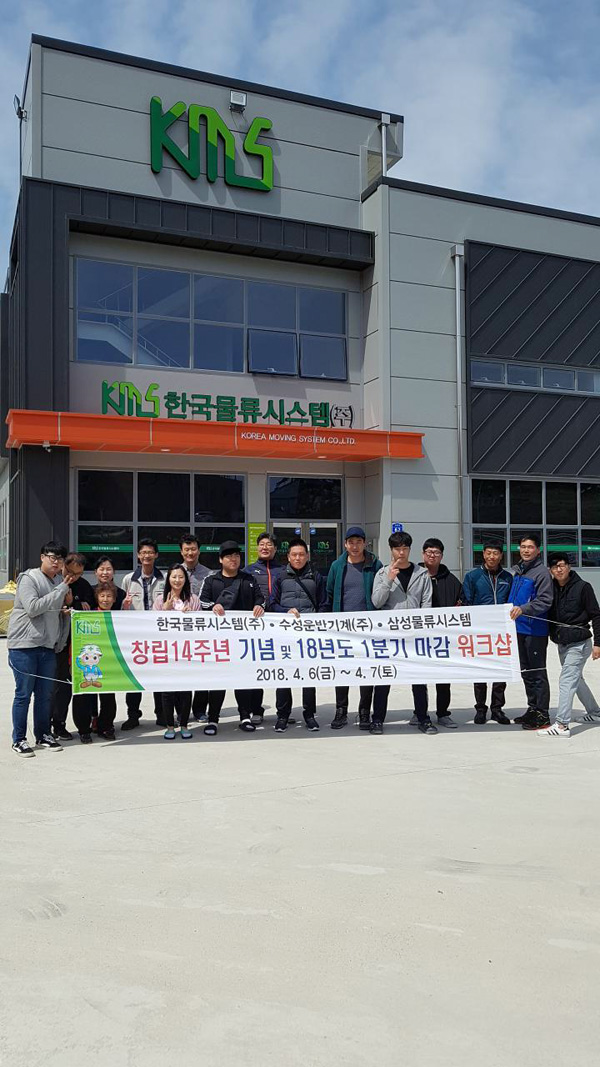 KMS
KMS 한국물류시스템(주)
KOREA MOVING SYSTEM CO.,LTD.
KMS
한국물류시스템(주) • 수성운반기계(주) • 삼성물류시스템
창립14주년 기념 및 18년도 1분기 마감 워크샵
2018. 4. 6(금) ~ 4. 7(토)